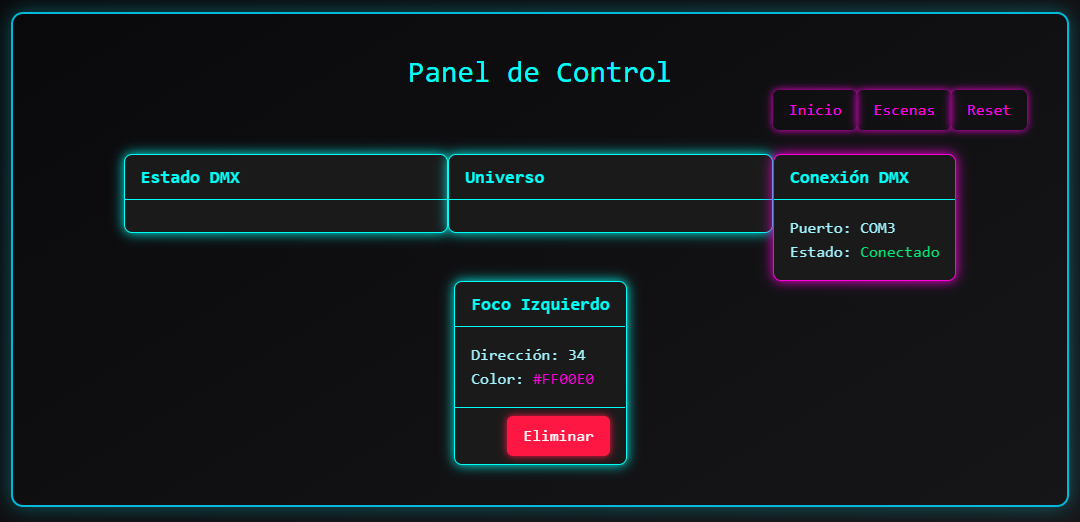 Panel de Control
Inicio Escenas Reset
Estado DMX
Universo
Conexión DMX
Puerto: COM3
Estado: Conectado
Foco Izquierdo
Dirección: 34
Color: #FF00E0
Eliminar